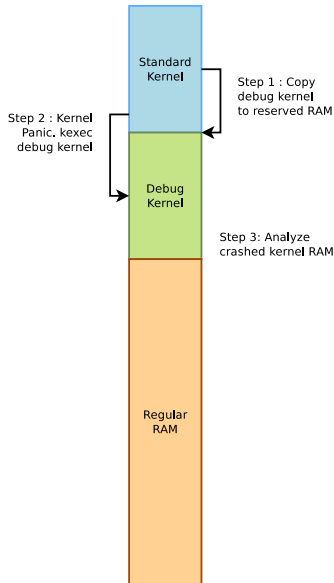 Standard
Kernel
Step 1 : Copy
debug kernel
to reserved RAM
Step 2 : Kernel
Panic. kexec
debug kernel
Debug
Kernel
Step 3: Analyze
crashed kernel RAM
Regular
RAM